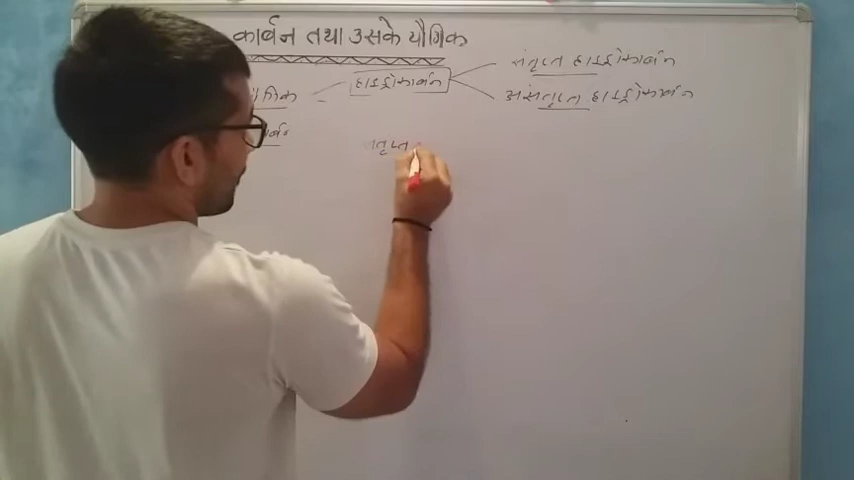 कार्बन तथा उसके यौगिक
संतृप्त हाइड्रोकार्बन
हाइड्रोकार्बन
असंतृप्त हाइड्रोकार्बन
संतृप्त